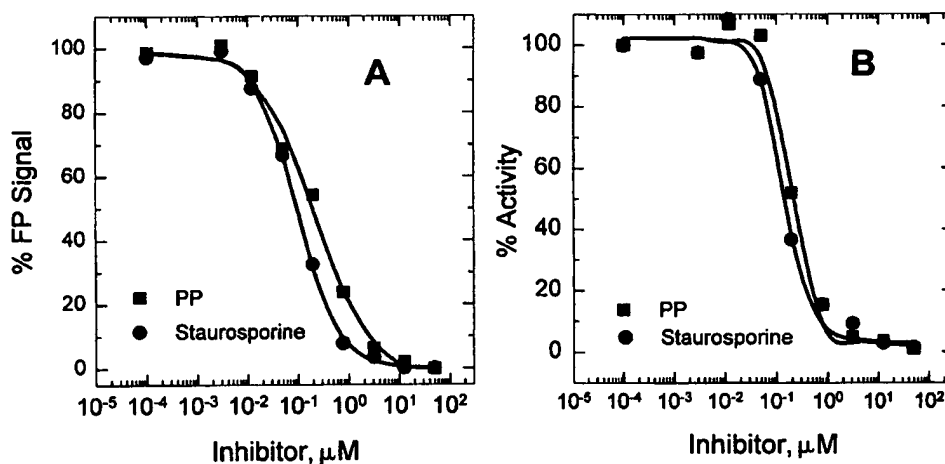 A
% FP Signal
100
80
60
40
20
0
PP
Staurosporine
10⁻⁵ 10⁻⁴ 10⁻³ 10⁻² 10⁻¹ 10⁰ 10¹ 10²
Inhibitor, µM
B
% Activity
100
80
60
40
20
0
PP
Staurosporine
10⁻⁵ 10⁻⁴ 10⁻³ 10⁻² 10⁻¹ 10⁰ 10¹ 10²
Inhibitor, µM